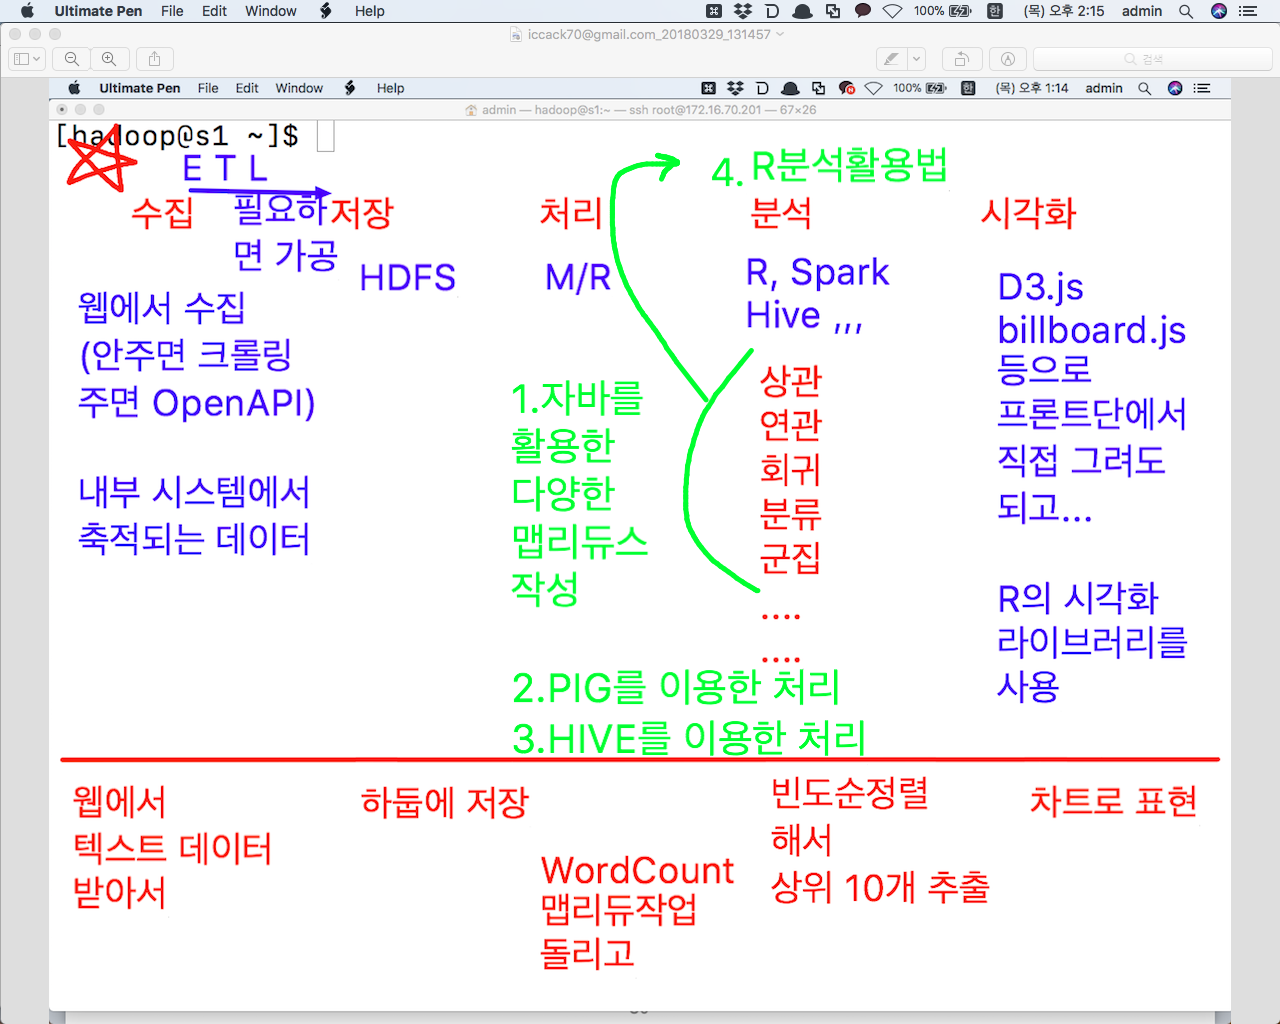 Ultimate Pen File Edit Window Help 100% 한 (목) 오후 2:15 admin
iccack70@gmail.com_20180329_131457
검색
Ultimate Pen File Edit Window Help 100% 한 (목) 오후 1:14 admin
admin — hadoop@s1:~ — ssh root@172.16.70.201 — 67×26
[hadoop@s1 ~]$
E T L
4. R분석활용법
수집
필요하
면 가공
저장
처리
분석
시각화
HDFS
M/R
R, Spark
Hive ,,,
D3.js
billboard.js
등으로
프론트단에서
직접 그려도
되고...
웹에서 수집
(안주면 크롤링
주면 OpenAPI)
내부 시스템에서
축적되는 데이터
1.자바를
활용한
다양한
맵리듀스
작성
상관
연관
회귀
분류
군집
....
....
R의 시각화
라이브러리를
사용
2.PIG를 이용한 처리
3.HIVE를 이용한 처리
웹에서
텍스트 데이터
받아서
하둡에 저장
WordCount
맵리듀작업
돌리고
빈도순정렬
해서
상위 10개 추출
차트로 표현